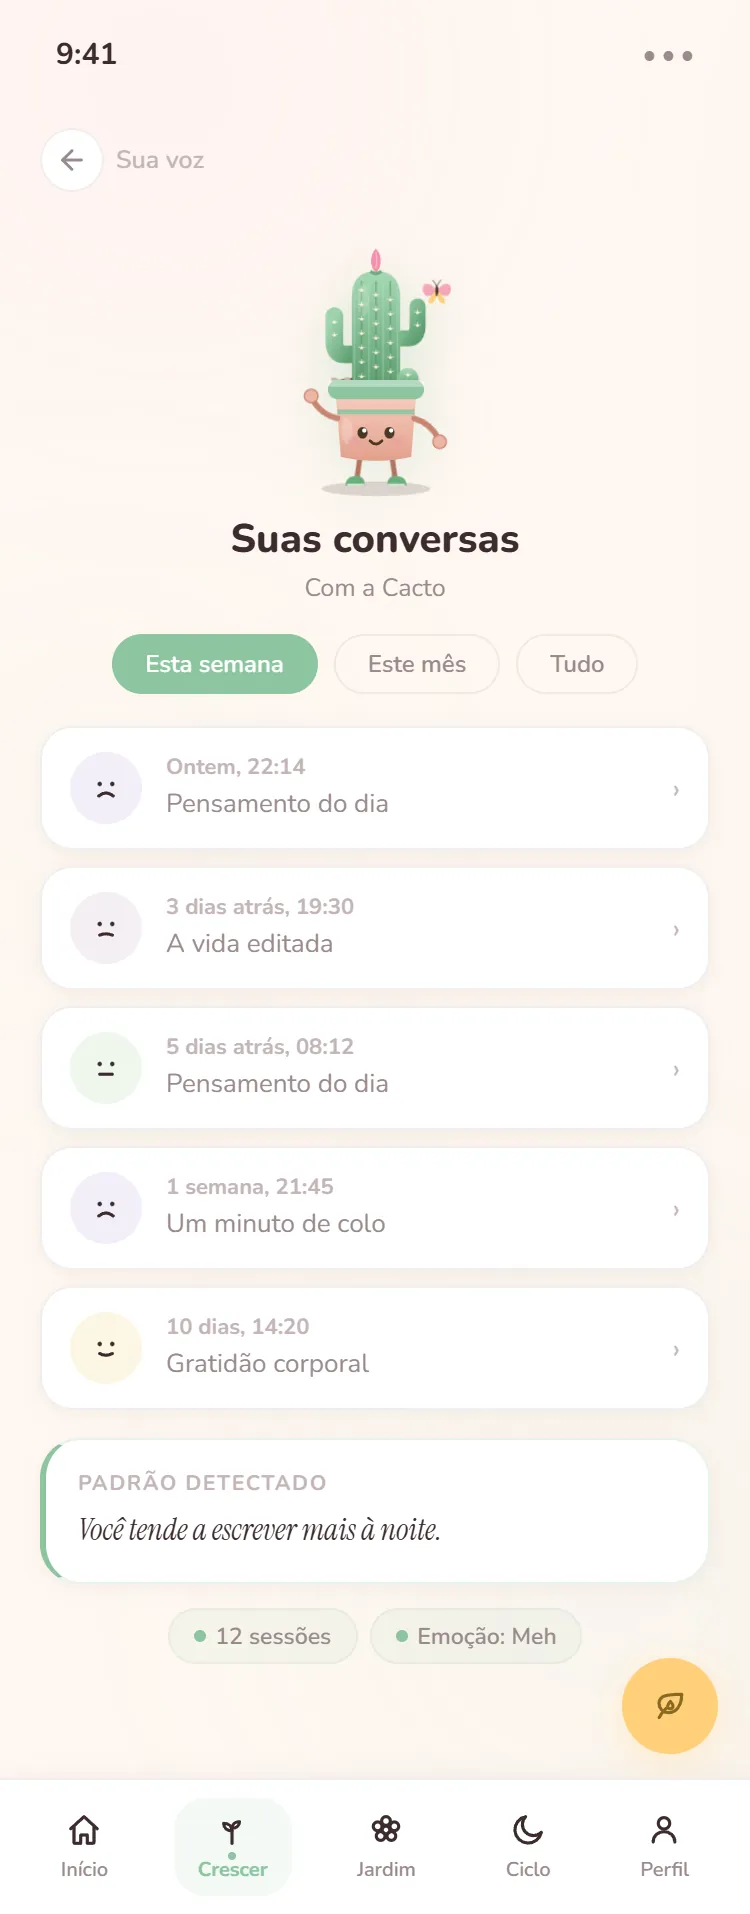 9:41
Sua voz
Suas conversas
Com a Cacto
Esta semana
Este mês
Tudo
Ontem, 22:14
Pensamento do dia
3 dias atrás, 19:30
A vida editada
5 dias atrás, 08:12
Pensamento do dia
1 semana, 21:45
Um minuto de colo
10 dias, 14:20
Gratidão corporal
PADRÃO DETECTADO
Você tende a escrever mais à noite.
12 sessões
Emoção: Meh
Início
Crescer
Jardim
Ciclo
Perfil